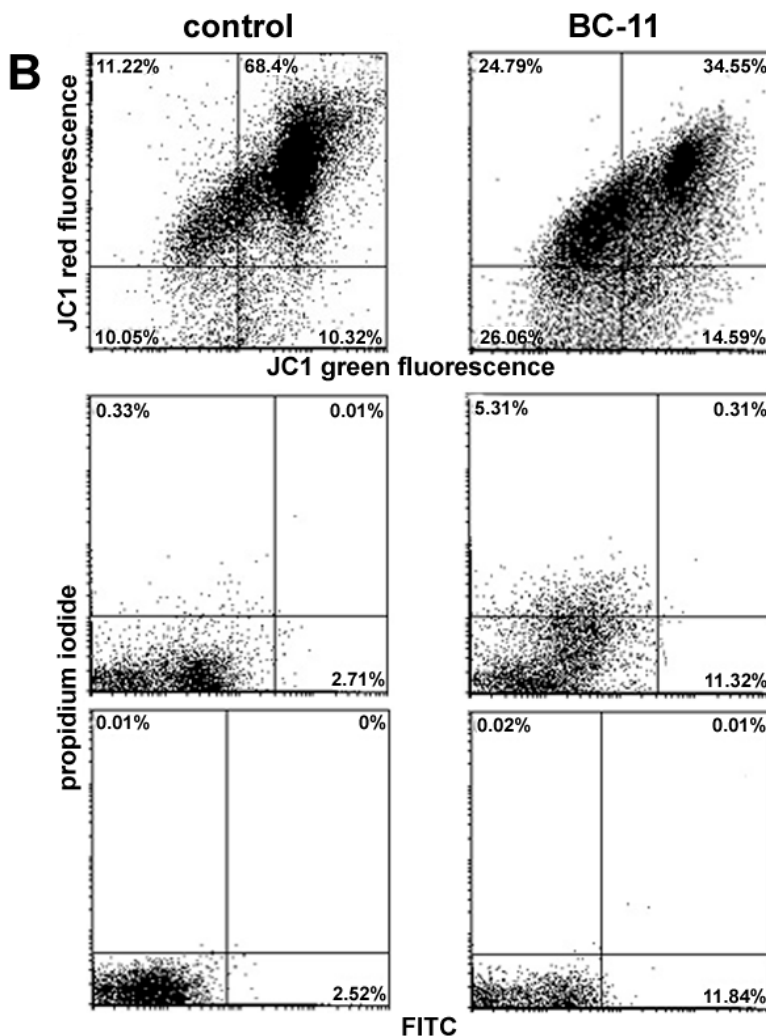 control BC-11
B
11.22% 68.4% 24.79% 34.55%
JC1 red fluorescence
10.05% 10.32% 26.06% 14.59%
JC1 green fluorescence
0.33% 0.01% 5.31% 0.31%
propidium iodide
2.71% 11.32%
0.01% 0% 0.02% 0.01%
2.52% 11.84%
FITC